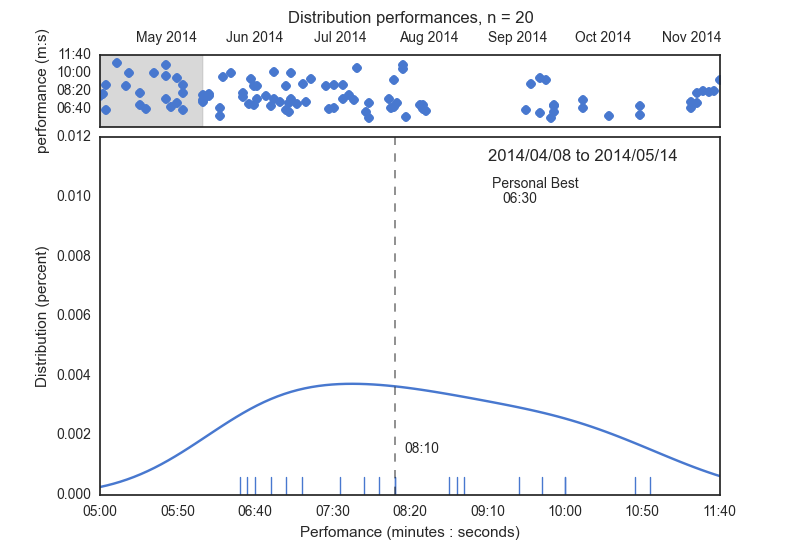 Distribution performances, n = 20
May 2014 Jun 2014 Jul 2014 Aug 2014 Sep 2014 Oct 2014 Nov 2014
performance (m:s)
11:40
10:00
08:20
06:40
Distribution (percent)
0.012
0.010
0.008
0.006
0.004
0.002
0.000
2014/04/08 to 2014/05/14
Personal Best
06:30
08:10
05:00 05:50 06:40 07:30 08:20 09:10 10:00 10:50 11:40
Perfomance (minutes : seconds)